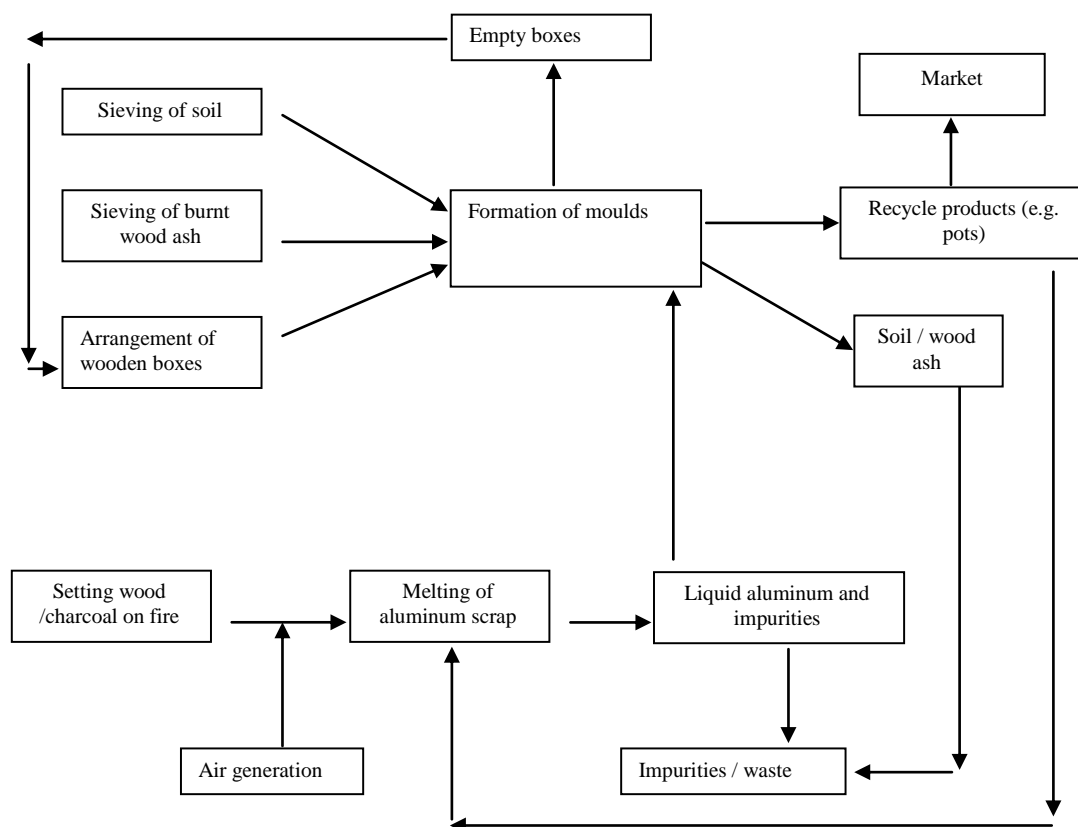 Empty boxes
Market
Sieving of soil
Sieving of burnt
wood ash
Formation of moulds
Recycle products (e.g.
pots)
Arrangement of
wooden boxes
Soil / wood
ash
Setting wood
/charcoal on fire
Melting of
aluminum scrap
Liquid aluminum and
impurities
Air generation
Impurities / waste